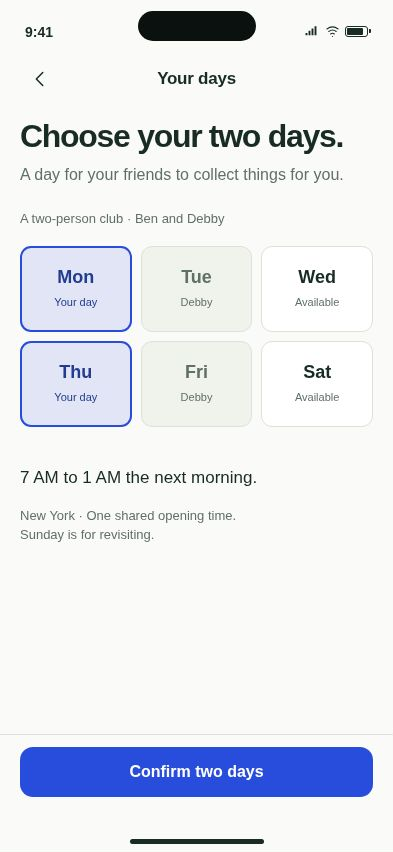 9:41
Your days
Choose your two days.
A day for your friends to collect things for you.
A two-person club · Ben and Debby
Mon
Your day
Tue
Debby
Wed
Available
Thu
Your day
Fri
Debby
Sat
Available
7 AM to 1 AM the next morning.
New York · One shared opening time.
Sunday is for revisiting.
Confirm two days